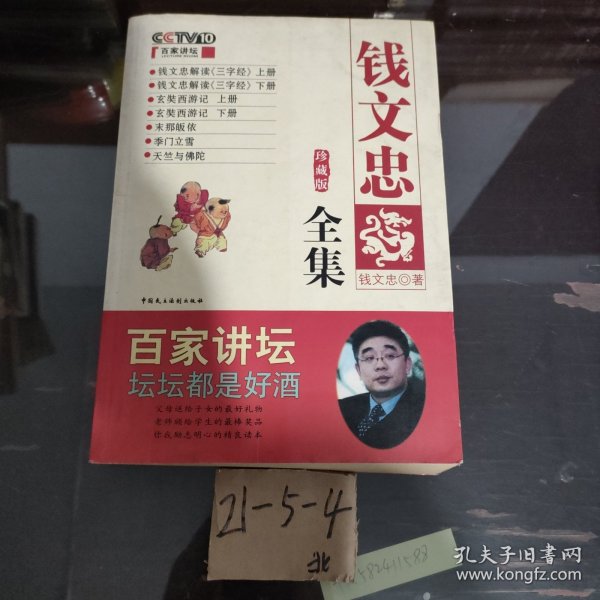 CCTV10
百家讲坛
钱文忠解读《三字经》上册
钱文忠解读《三字经》下册
玄奘西游记 上册
玄奘西游记 下册
末那皈依
季门立雪
天竺与佛陀
钱文忠
珍藏版
全集
钱文忠◎著
中国民主法制出版社
百家讲坛
坛坛都是好酒
父母送给子女的最好礼物
老师颁给学生的最棒奖品
你我励志明心的精良读本
21-5-4
北
孔夫子旧书网
www.kongfz.com